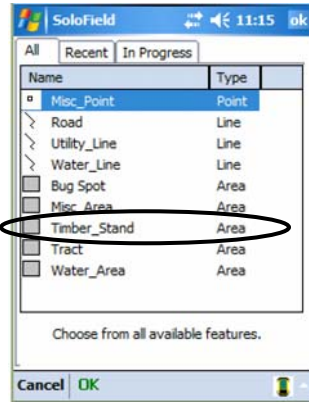 SoloField 11:15 ok
All Recent In Progress
Name Type
Misc_Point Point
Road Line
Utility_Line Line
Water_Line Line
Bug Spot Area
Misc_Area Area
Timber_Stand Area
Tract Area
Water_Area Area
Choose from all available features.
Cancel OK